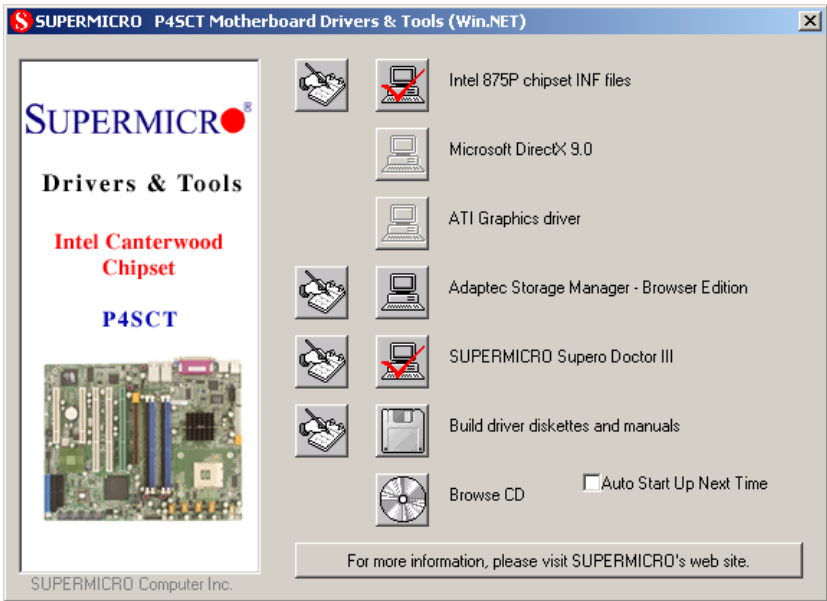 SUPERMICRO P4SCT Motherboard Drivers & Tools (Win.NET)
SUPERMICRO®
Drivers & Tools
Intel Canterwood
Chipset
P4SCT
SUPERMICRO Computer Inc.
Intel 875P chipset INF files
Microsoft DirectX 9.0
ATI Graphics driver
Adaptec Storage Manager - Browser Edition
SUPERMICRO Supero Doctor III
Build driver diskettes and manuals
Browse CD
Auto Start Up Next Time
For more information, please visit SUPERMICRO's web site.